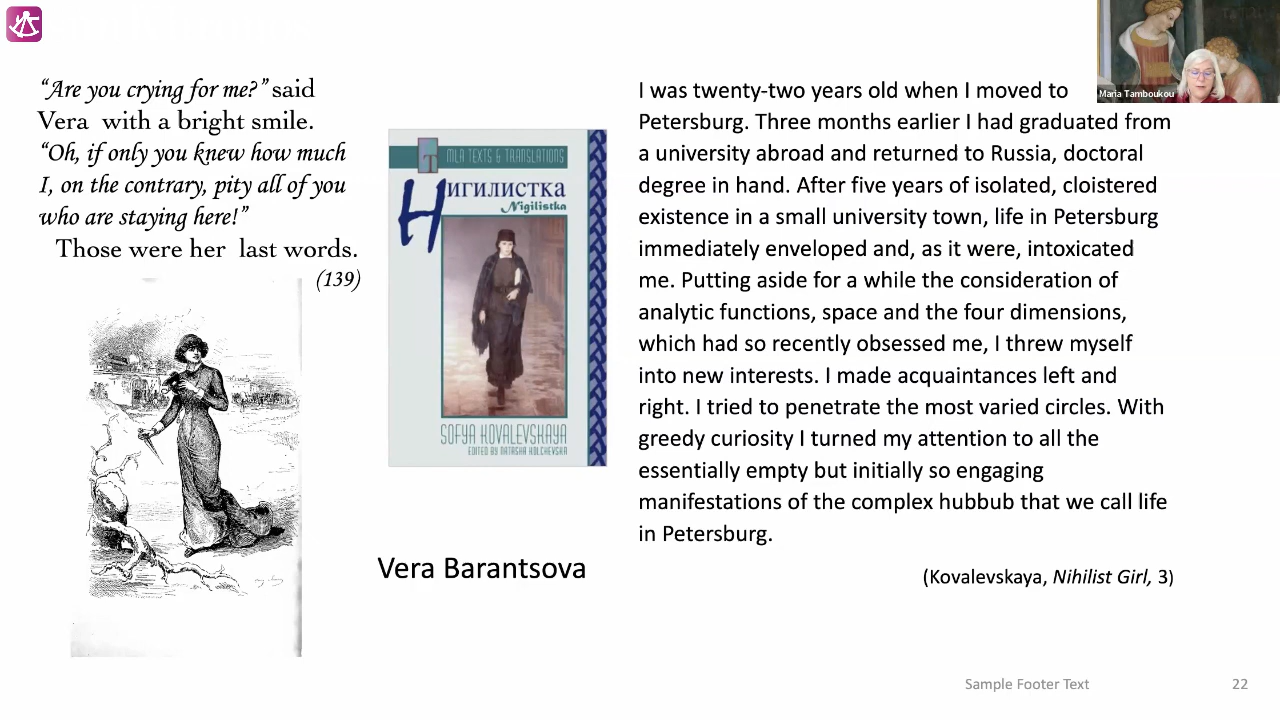 “Are you crying for me?” said
Vera with a bright smile.
“Oh, if only you knew how much
I, on the contrary, pity all of you
who are staying here!”
Those were her last words.
(139)
MLA TEXTS & TRANSLATIONS
Нигилистка
Nigilistka
SOFYA KOVALEVSKAYA
EDITED BY NATASHA KOLCHEVSKA
Vera Barantsova
Maria Tamboukou
I was twenty-two years old when I moved to
Petersburg. Three months earlier I had graduated from
a university abroad and returned to Russia, doctoral
degree in hand. After five years of isolated, cloistered
existence in a small university town, life in Petersburg
immediately enveloped and, as it were, intoxicated
me. Putting aside for a while the consideration of
analytic functions, space and the four dimensions,
which had so recently obsessed me, I threw myself
into new interests. I made acquaintances left and
right. I tried to penetrate the most varied circles. With
greedy curiosity I turned my attention to all the
essentially empty but initially so engaging
manifestations of the complex hubbub that we call life
in Petersburg.
(Kovalevskaya, Nihilist Girl, 3)
Sample Footer Text
22